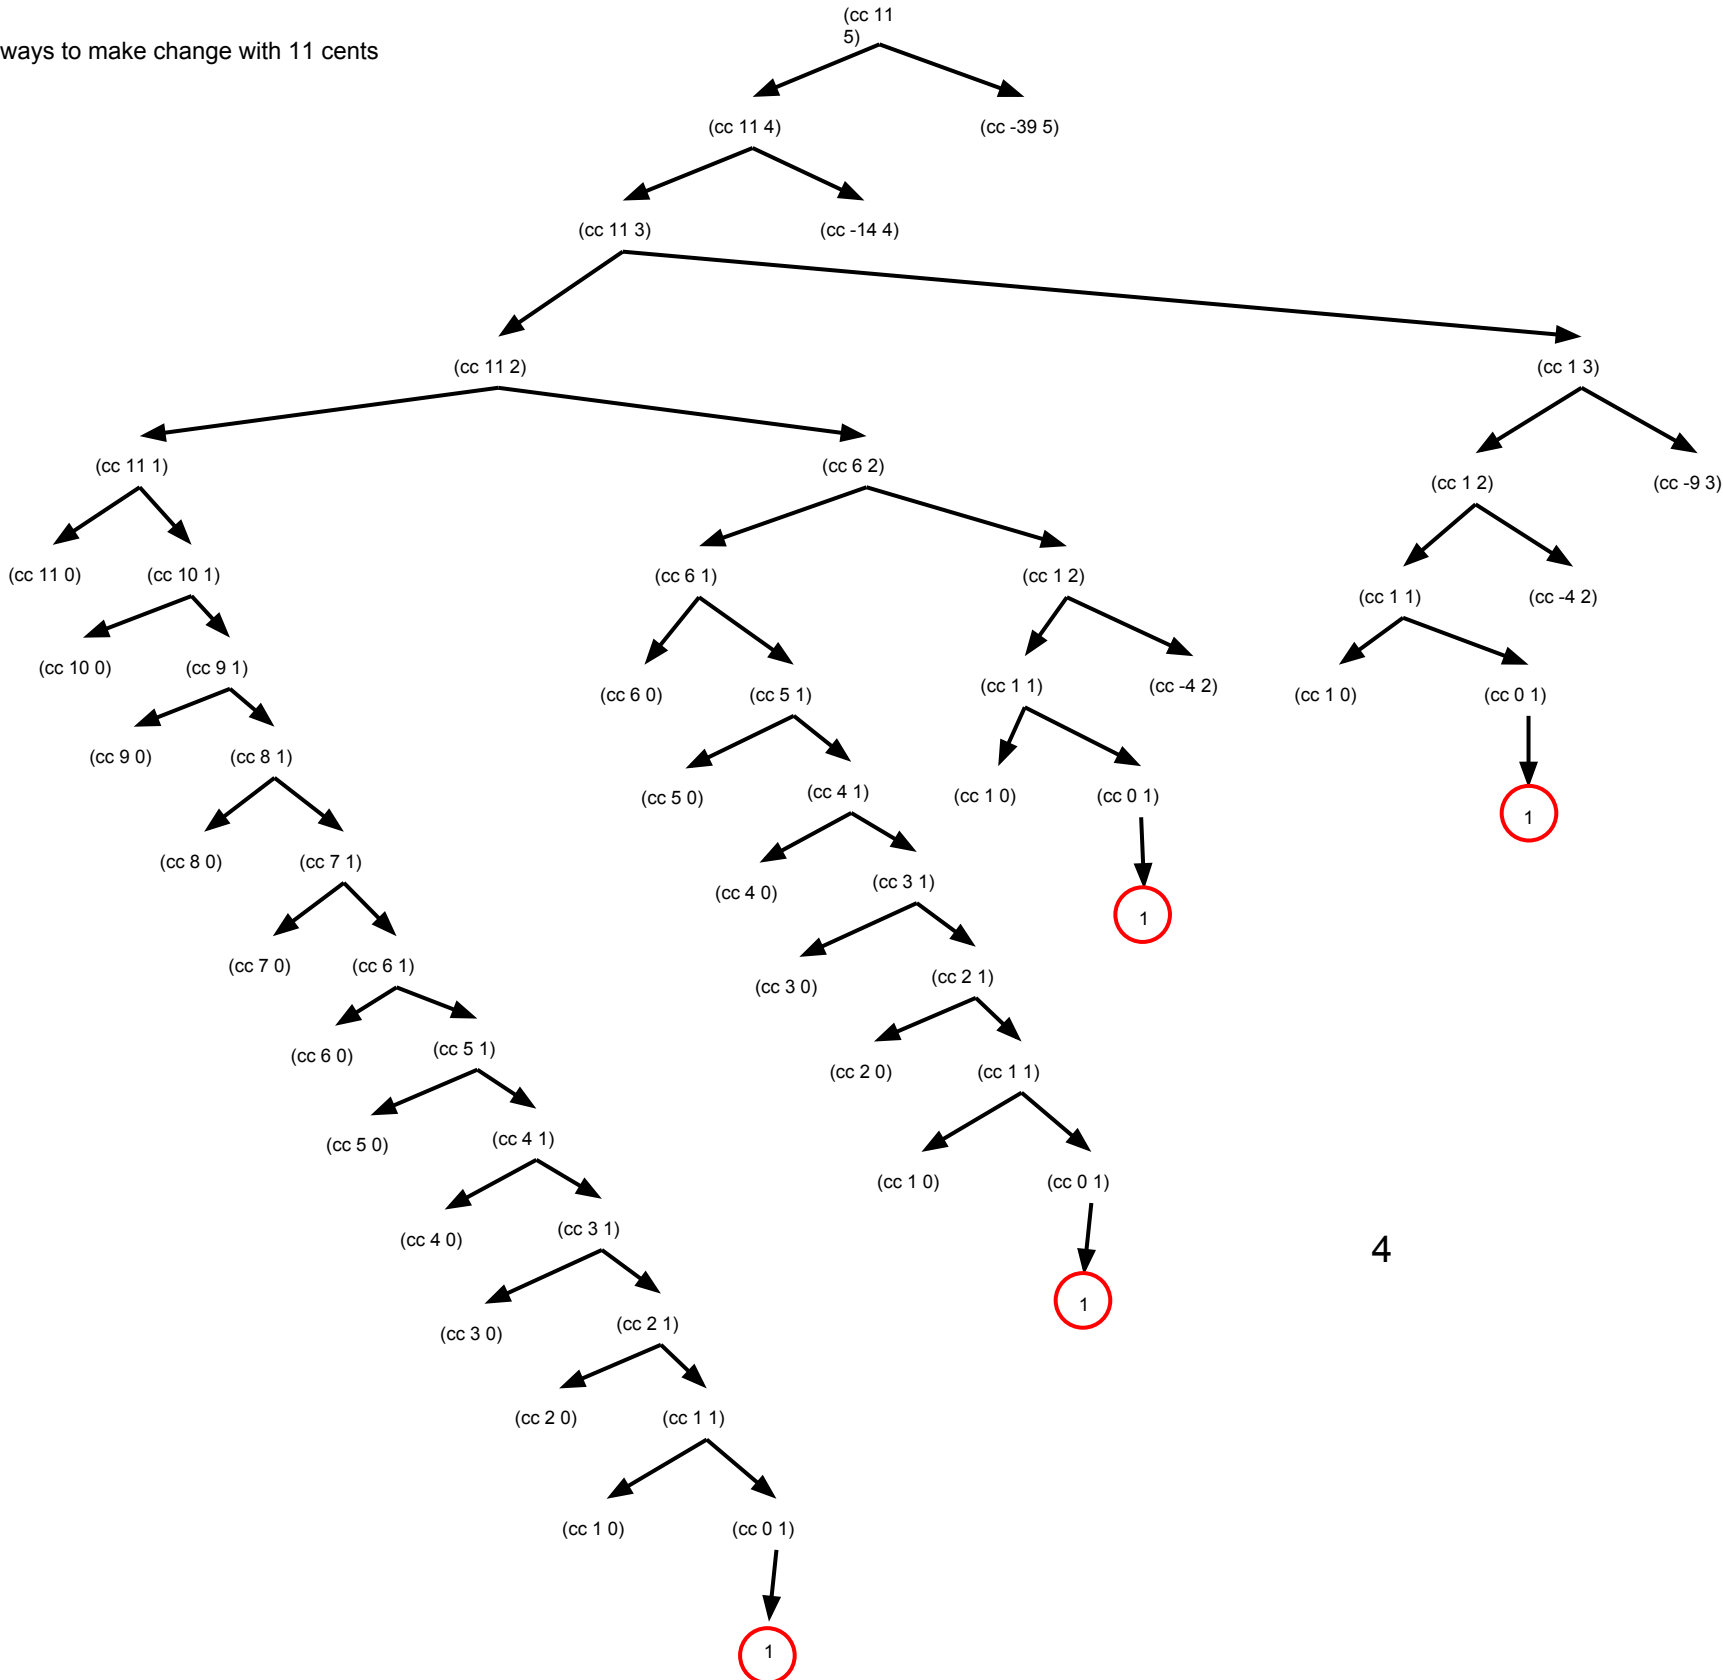 (cc 11
5)
ways to make change with 11 cents
(cc 11 4)
(cc -39 5)
(cc 11 3)
(cc -14 4)
(cc 11 2)
(cc 1 3)
(cc 11 1)
(cc 6 2)
(cc 1 2)
(cc -9 3)
(cc 11 0)
(cc 10 1)
(cc 6 1)
(cc 1 2)
(cc 1 1)
(cc -4 2)
(cc 10 0)
(cc 9 1)
(cc 6 0)
(cc 5 1)
(cc 1 1)
(cc -4 2)
(cc 1 0)
(cc 0 1)
(cc 9 0)
(cc 8 1)
(cc 5 0)
(cc 4 1)
(cc 1 0)
(cc 0 1)
1
(cc 8 0)
(cc 7 1)
(cc 4 0)
(cc 3 1)
1
(cc 7 0)
(cc 6 1)
(cc 3 0)
(cc 2 1)
(cc 6 0)
(cc 5 1)
(cc 2 0)
(cc 1 1)
(cc 5 0)
(cc 4 1)
(cc 1 0)
(cc 0 1)
(cc 4 0)
(cc 3 1)
4
1
(cc 3 0)
(cc 2 1)
(cc 2 0)
(cc 1 1)
(cc 1 0)
(cc 0 1)
1